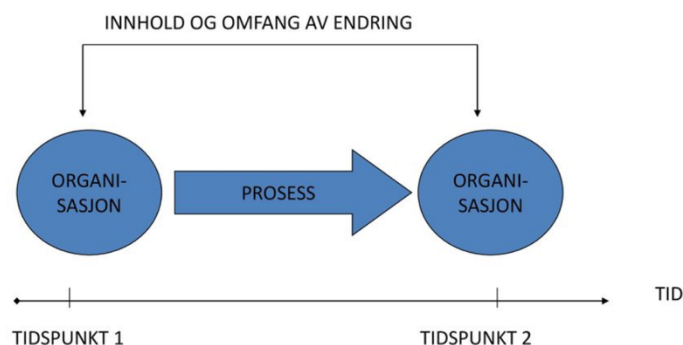 INNHOLD OG OMFANG AV ENDRING
ORGANI-
SASJON
PROSESS
ORGANI-
SASJON
TID
TIDSPUNKT 1
TIDSPUNKT 2